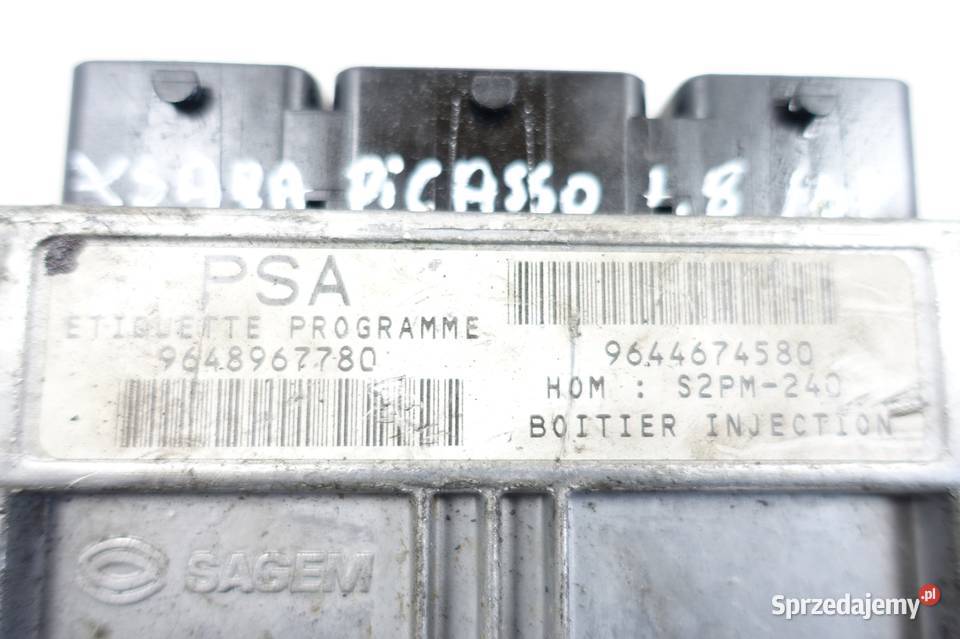 XSARA PiCASSO 1.8
PSA
ETIQUETTE PROGRAMME
9648967780
9644674580
HOM : S2PM-240
BOITIER INJECTION
SAGEM
Sprzedajemy.pl